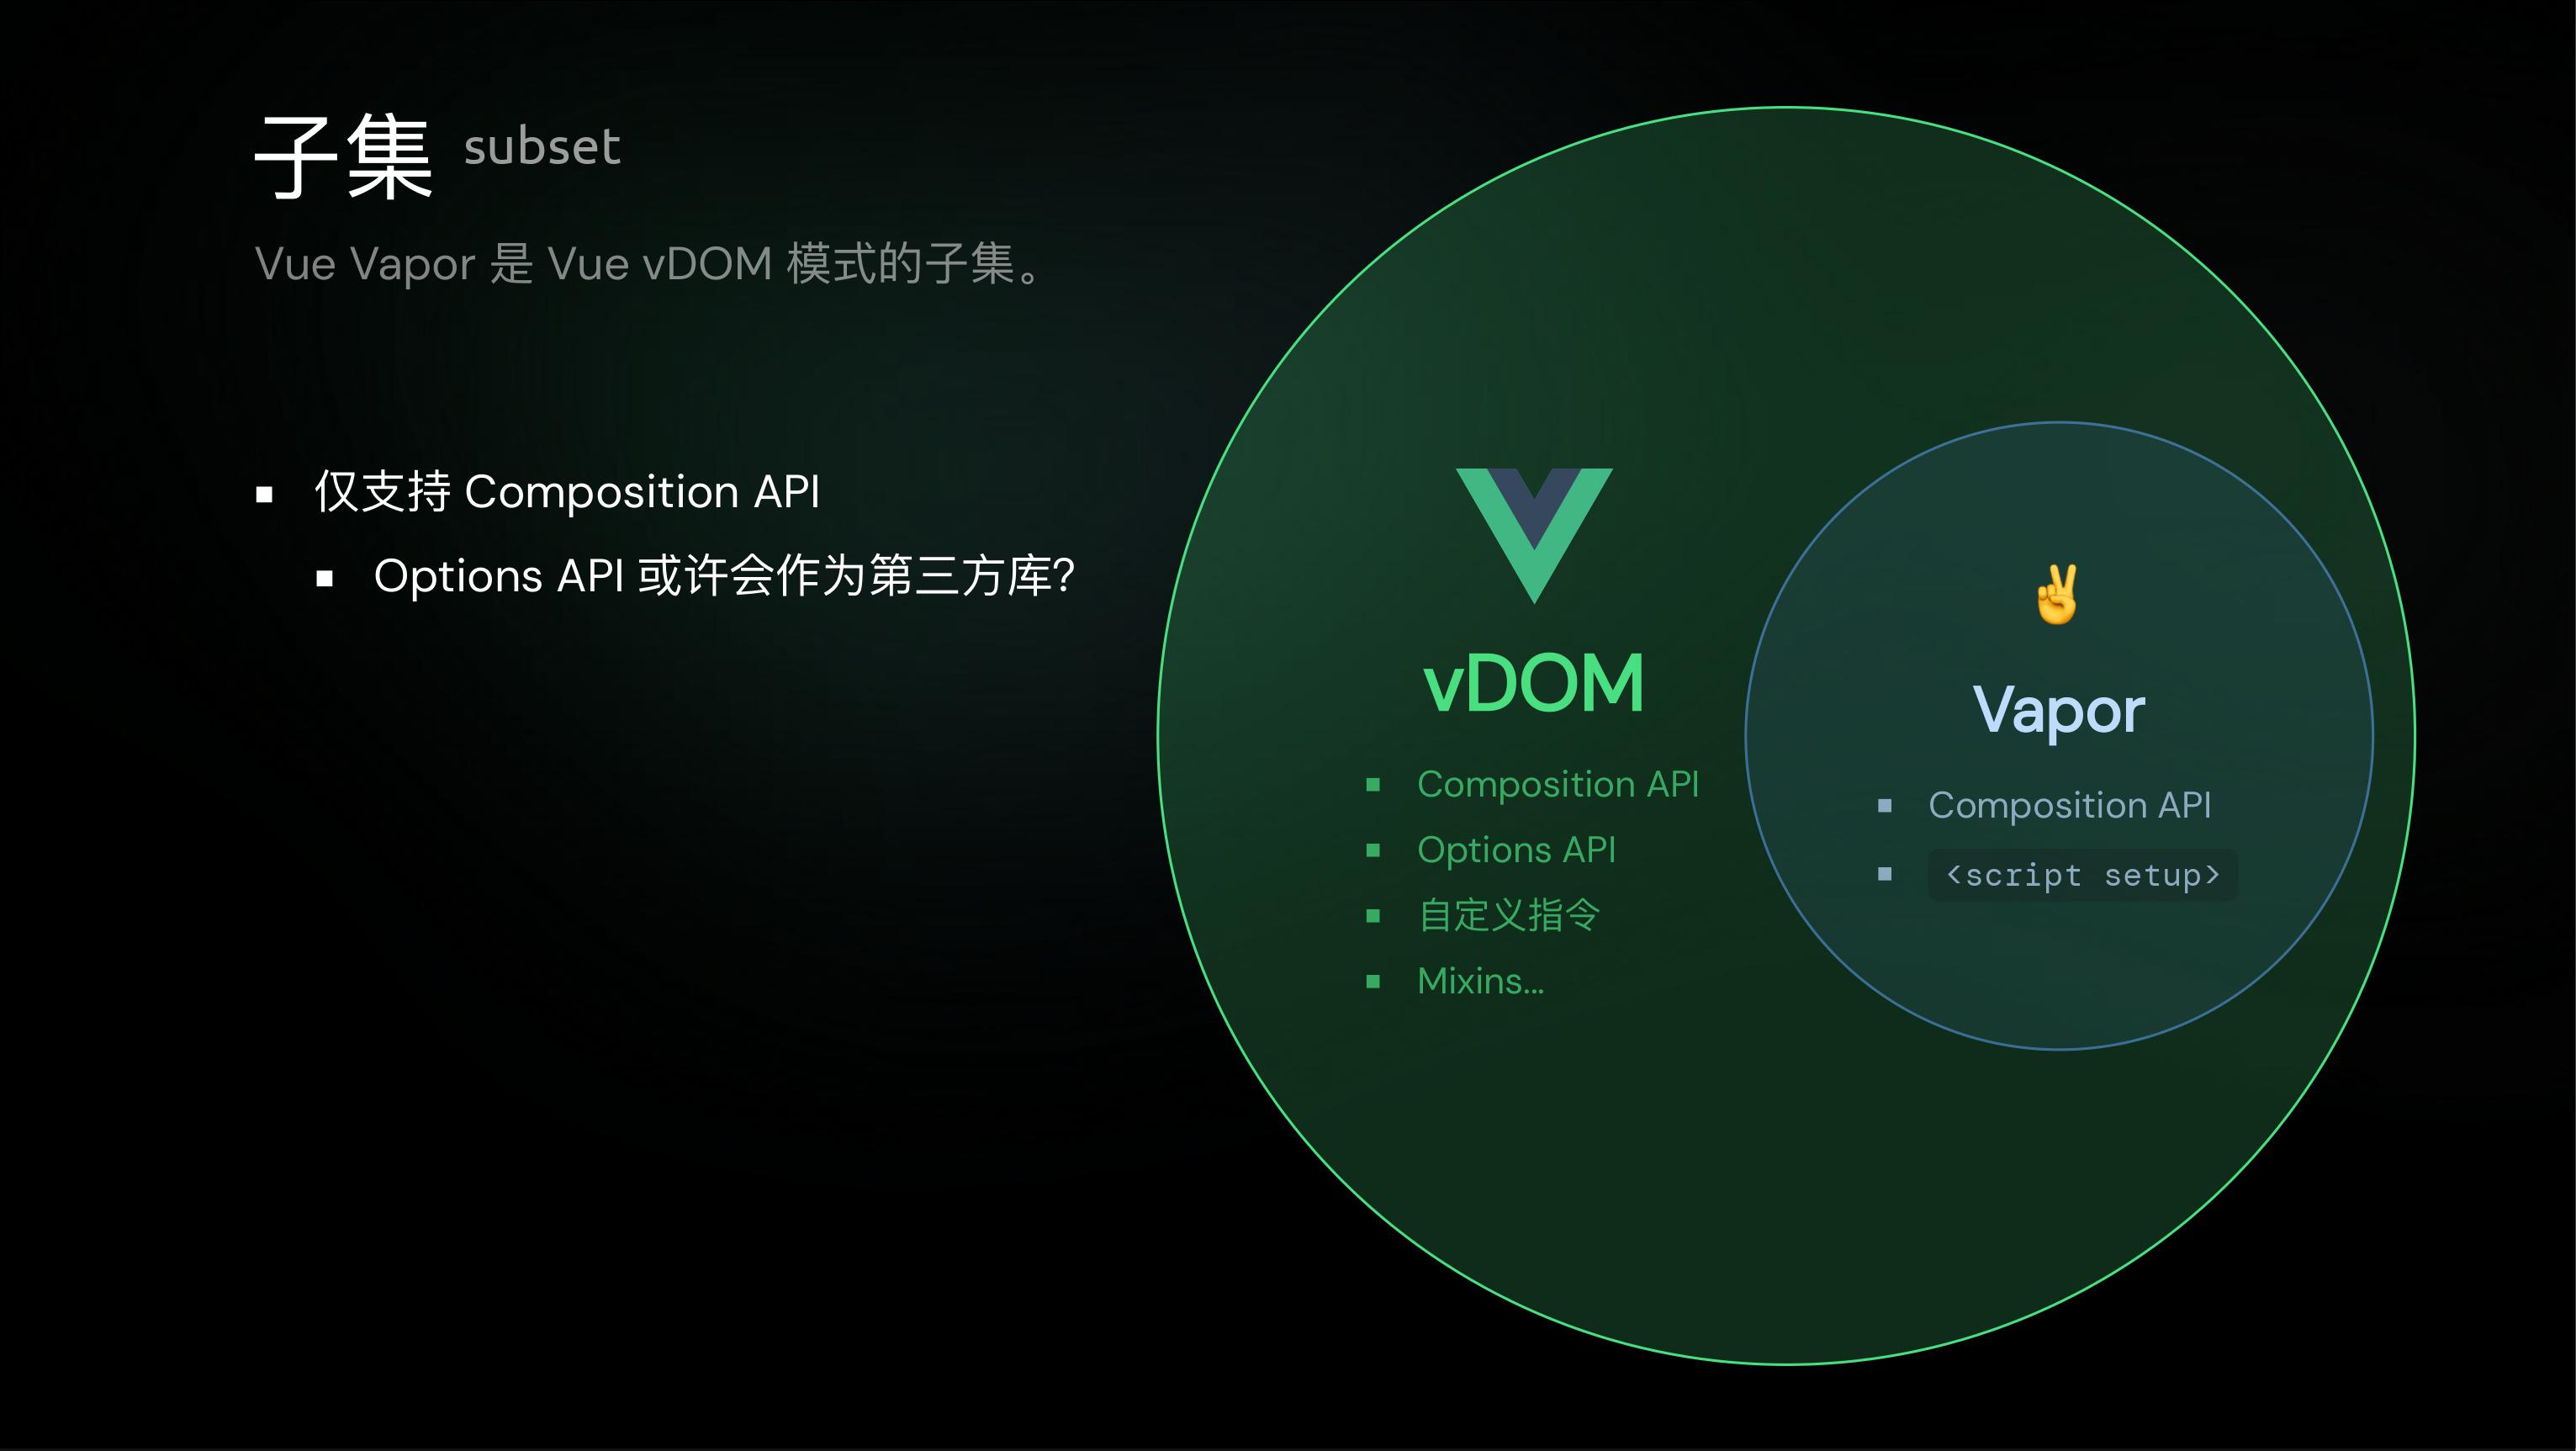 子集 subset
Vue Vapor 是 Vue vDOM 模式的子集。
仅支持 Composition API
Options API 或许会作为第三方库?
vDOM
Composition API
Options API
自定义指令
Mixins...
Vapor
Composition API
<script setup>